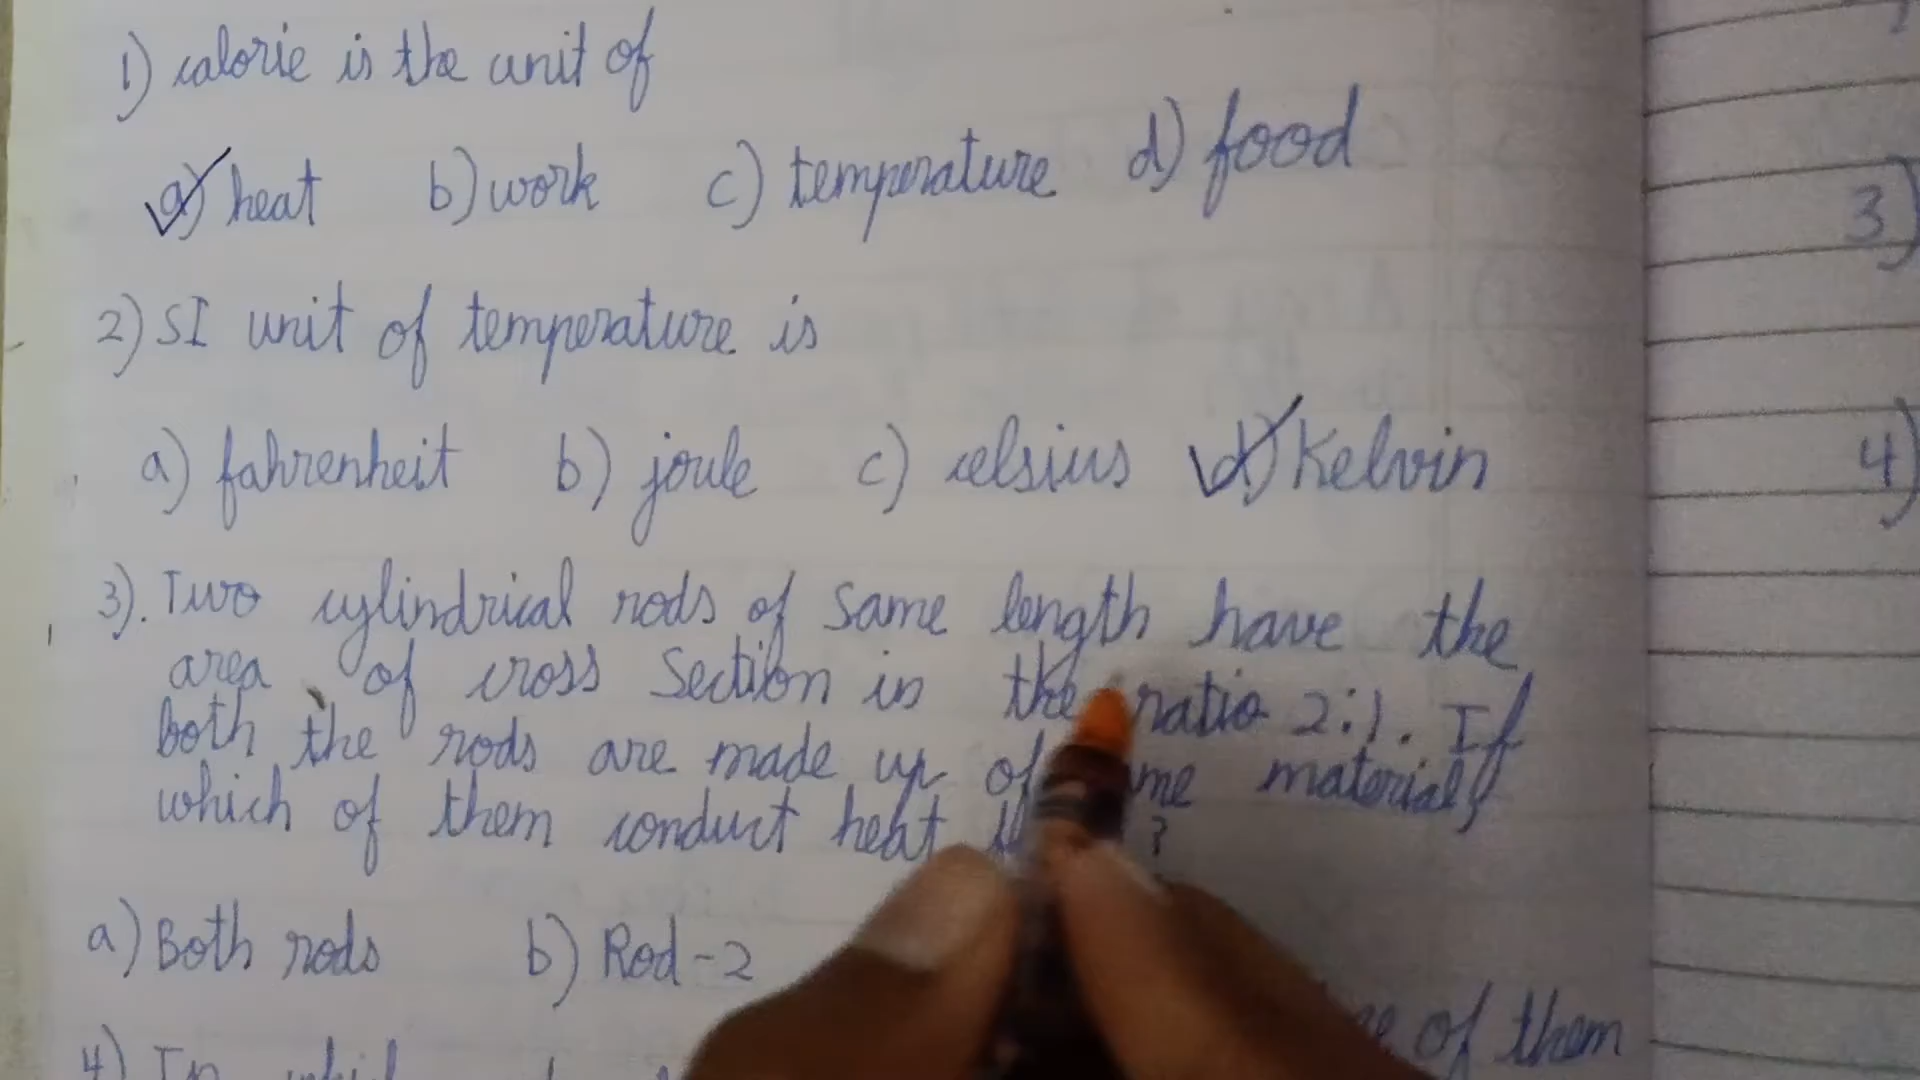 1) calorie is the unit of
a) heat b) work c) temperature d) food
2) SI unit of temperature is
a) fahrenheit b) joule c) celsius d) Kelvin
3). Two cylindrical rods of same length have the
area of cross section in the ratio 2:1. If
both the rods are made up of material,
which of them conduct heat ?
a) Both rods b) Rod-2
of them
4) In
3)
4)